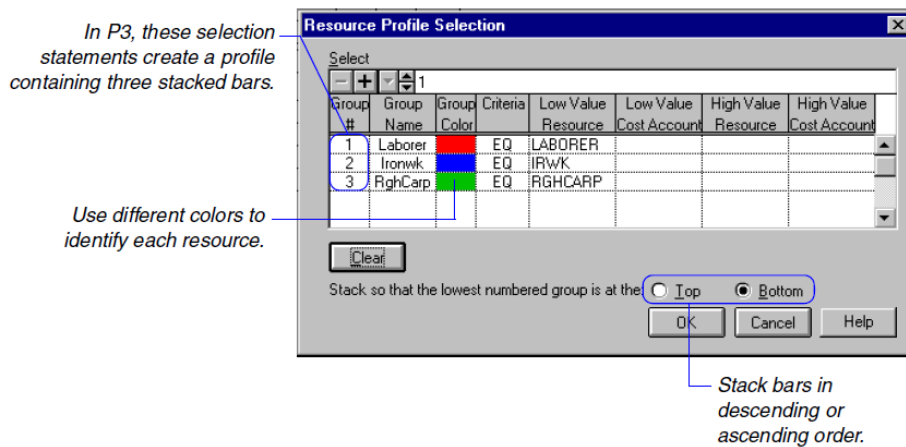 In P3, these selection
statements create a profile
containing three stacked bars.
Use different colors to
identify each resource.
Resource Profile Selection
Select
1
Group # Group Name Group Color Criteria Low Value Resource Low Value Cost Account High Value Resource High Value Cost Account
1 Laborer EQ LABORER
2 Ironwk EQ IRWK
3 RghCarp EQ RGHCARP
Clear
Stack so that the lowest numbered group is at the: Top Bottom
OK Cancel Help
Stack bars in
descending or
ascending order.